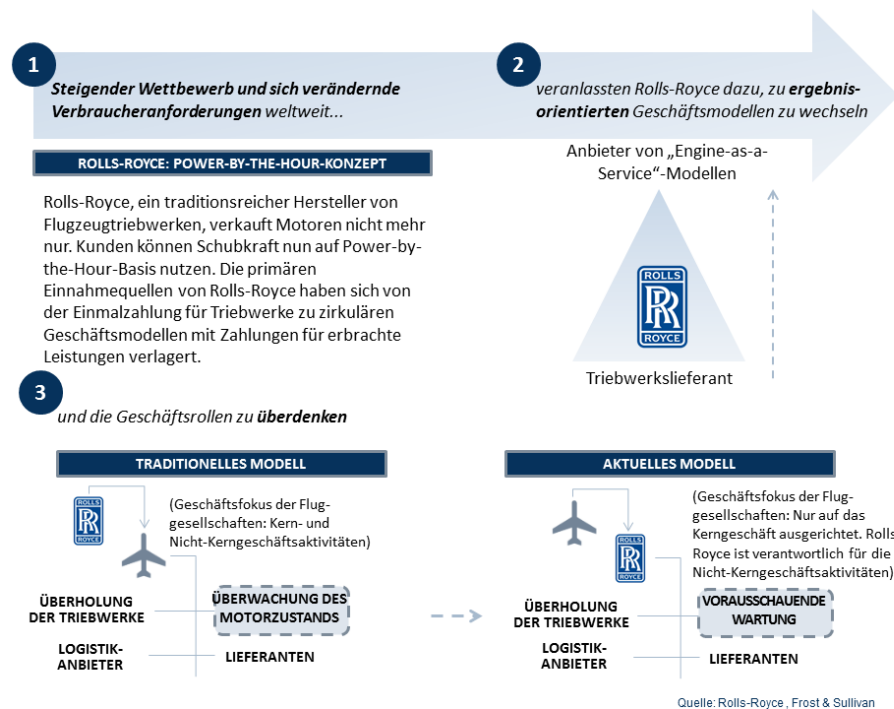 1
Steigender Wettbewerb und sich verändernde
Verbraucheranforderungen weltweit...
2
veranlassten Rolls-Royce dazu, zu ergebnis-
orientierten Geschäftsmodellen zu wechseln
ROLLS-ROYCE: POWER-BY-THE-HOUR-KONZEPT
Rolls-Royce, ein traditionsreicher Hersteller von
Flugzeugtriebwerken, verkauft Motoren nicht mehr
nur. Kunden können Schubkraft nun auf Power-by-
the-Hour-Basis nutzen. Die primären
Einnahmequellen von Rolls-Royce haben sich von
der Einmalzahlung für Triebwerke zu zirkulären
Geschäftsmodellen mit Zahlungen für erbrachte
Leistungen verlagert.
Anbieter von „Engine-as-a-
Service“-Modellen
ROLLS
RR
ROYCE
Triebwerkslieferant
3
und die Geschäftsrollen zu überdenken
TRADITIONELLES MODELL
ROLLS
RR
ROYCE
(Geschäftsfokus der Flug-
gesellschaften: Kern- und
Nicht-Kerngeschäftsaktivitäten)
ÜBERHOLUNG
DER TRIEBWERKE
ÜBERWACHUNG DES
MOTORZUSTANDS
LOGISTIK-
ANBIETER
LIEFERANTEN
AKTUELLES MODELL
ROLLS
RR
ROYCE
(Geschäftsfokus der Flug-
gesellschaften: Nur auf das
Kerngeschäft ausgerichtet. Rolls
Royce ist verantwortlich für die
Nicht-Kerngeschäftsaktivitäten)
ÜBERHOLUNG
DER TRIEBWERKE
VORAUSSCHAUENDE
WARTUNG
LOGISTIK-
ANBIETER
LIEFERANTEN
Quelle: Rolls-Royce , Frost & Sullivan